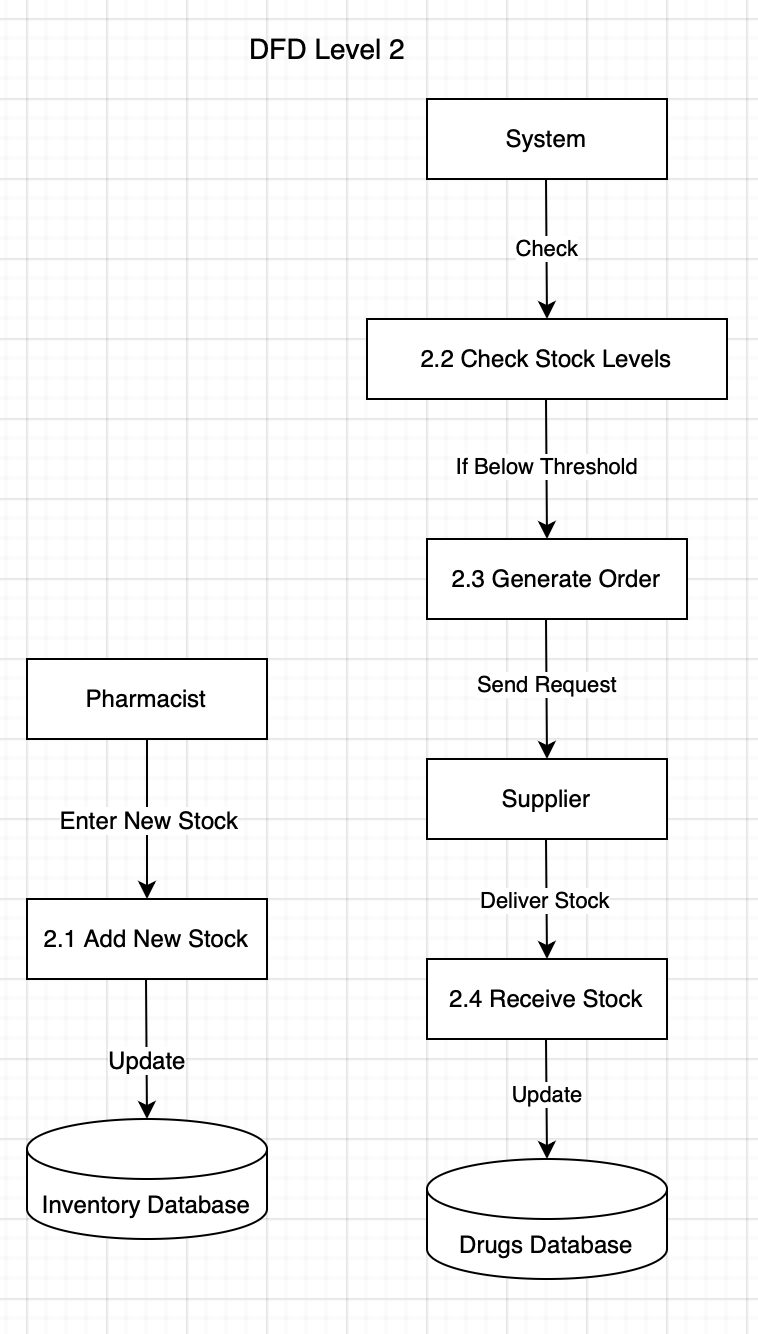 DFD Level 2
System
Check
2.2 Check Stock Levels
If Below Threshold
2.3 Generate Order
Send Request
Supplier
Deliver Stock
2.4 Receive Stock
Update
Drugs Database
Pharmacist
Enter New Stock
2.1 Add New Stock
Update
Inventory Database